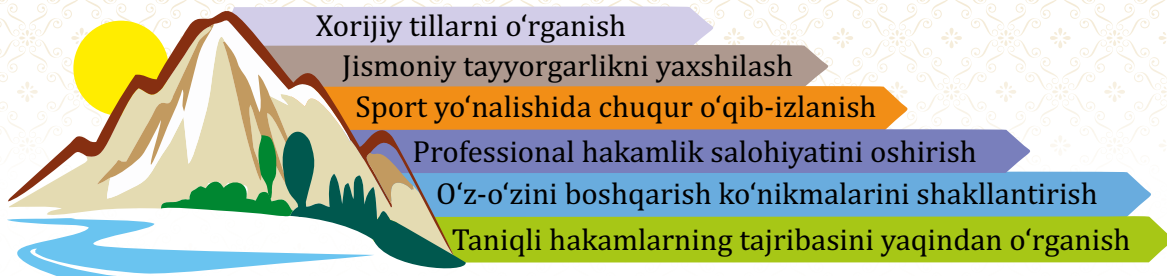 Xorijiy tillarni o‘rganish
Jismoniy tayyorgarlikni yaxshilash
Sport yo‘nalishida chuqur o‘qib-izlanish
Professional hakamlik salohiyatini oshirish
O‘z-o‘zini boshqarish ko‘nikmalarini shakllantirish
Taniqli hakamlarning tajribasini yaqindan o‘rganish